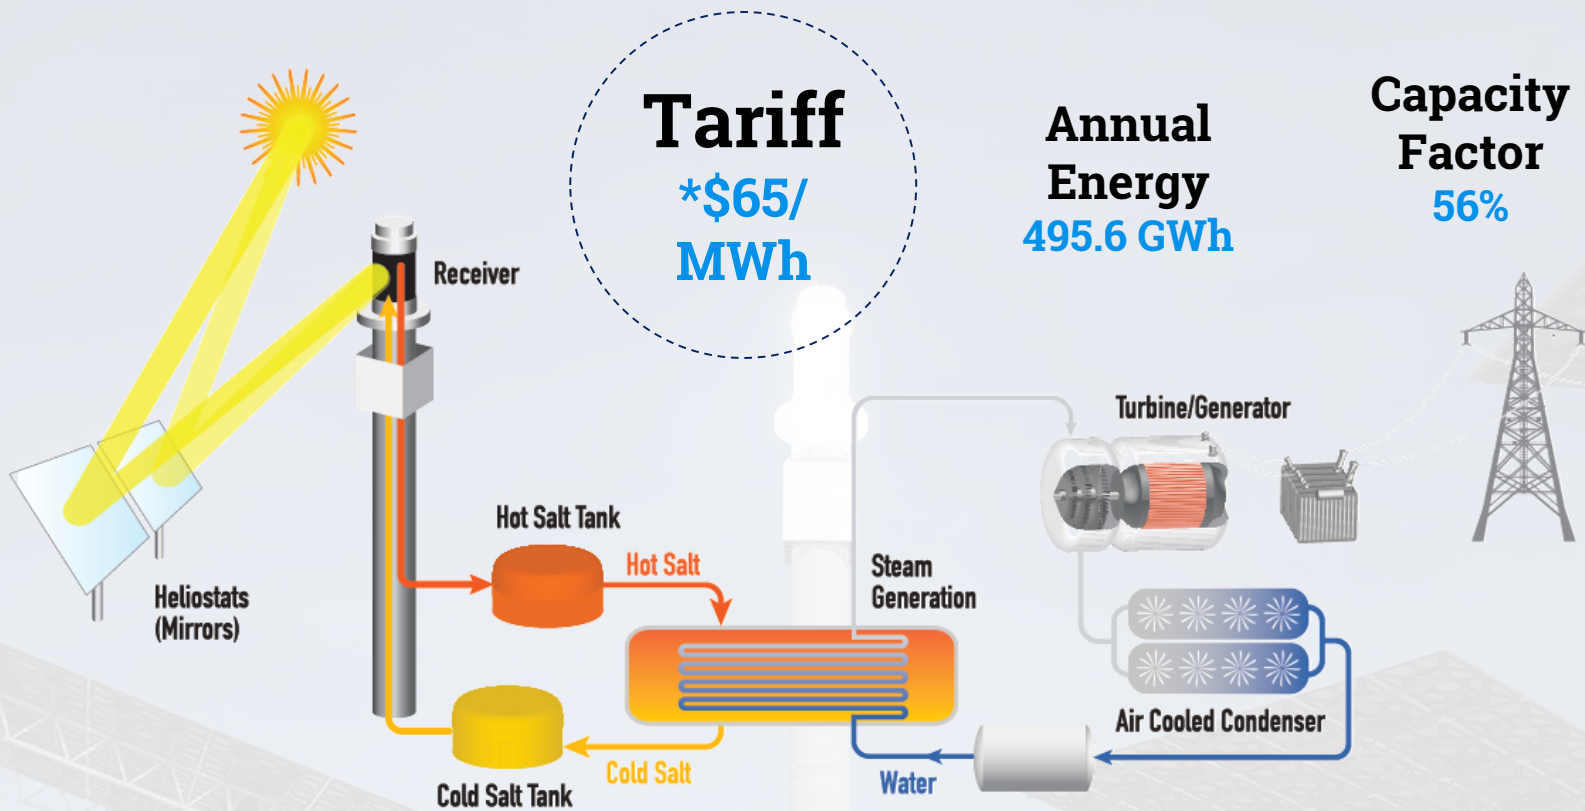 Tariff
*$65/
MWh
Annual
Energy
495.6 GWh
Capacity
Factor
56%
Receiver
Turbine/Generator
Hot Salt Tank
Hot Salt
Steam
Generation
Heliostats
(Mirrors)
Air Cooled Condenser
Cold Salt
Water
Cold Salt Tank